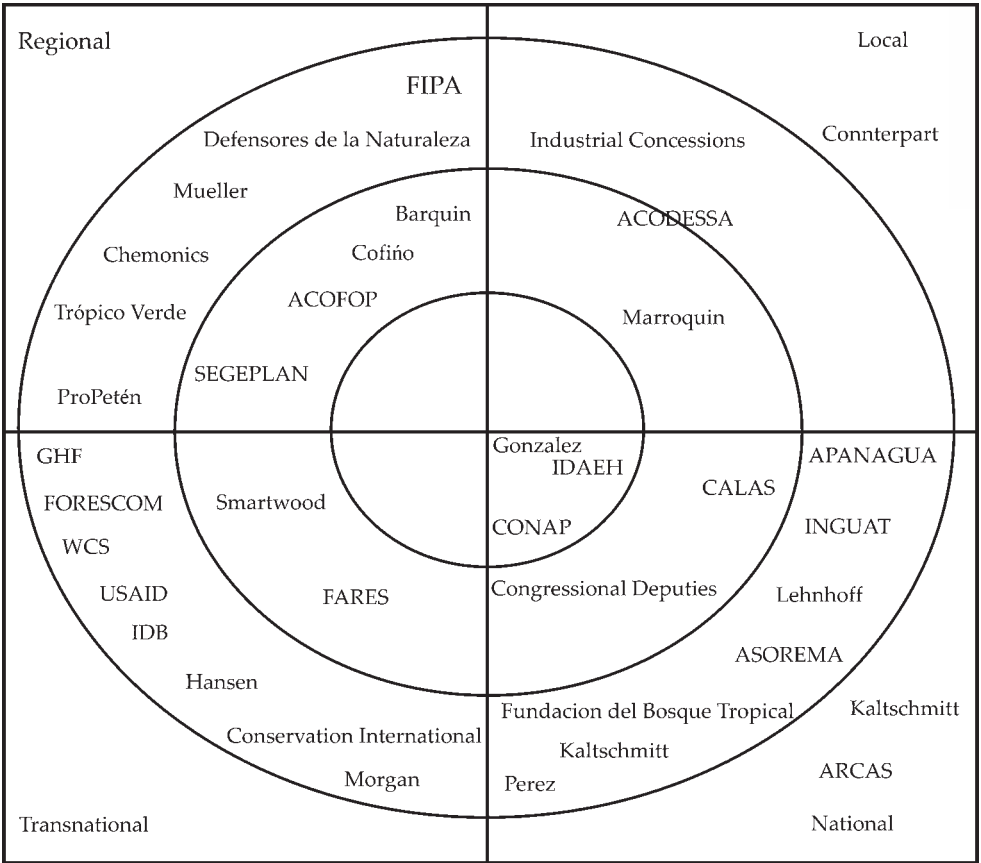 Regional
Local
FIPA
Connterpart
Defensores de la Naturaleza
Industrial Concessions
Mueller
Barquin
ACODESSA
Chemonics
Cofińo
ACOFOP
Trópico Verde
Marroquin
SEGEPLAN
ProPetén
Gonzalez
GHF
IDAEH
APANAGUA
FORESCOM
Smartwood
CALAS
WCS
CONAP
INGUAT
USAID
FARES
Congressional Deputies
Lehnhoff
IDB
ASOREMA
Hansen
Fundacion del Bosque Tropical
Kaltschmitt
Conservation International
Kaltschmitt
Morgan
Perez
ARCAS
Transnational
National